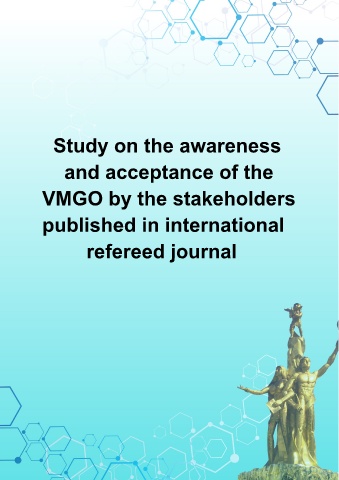 Study on the awareness
and acceptance of the
VMGO by the stakeholders
published in international
refereed journal